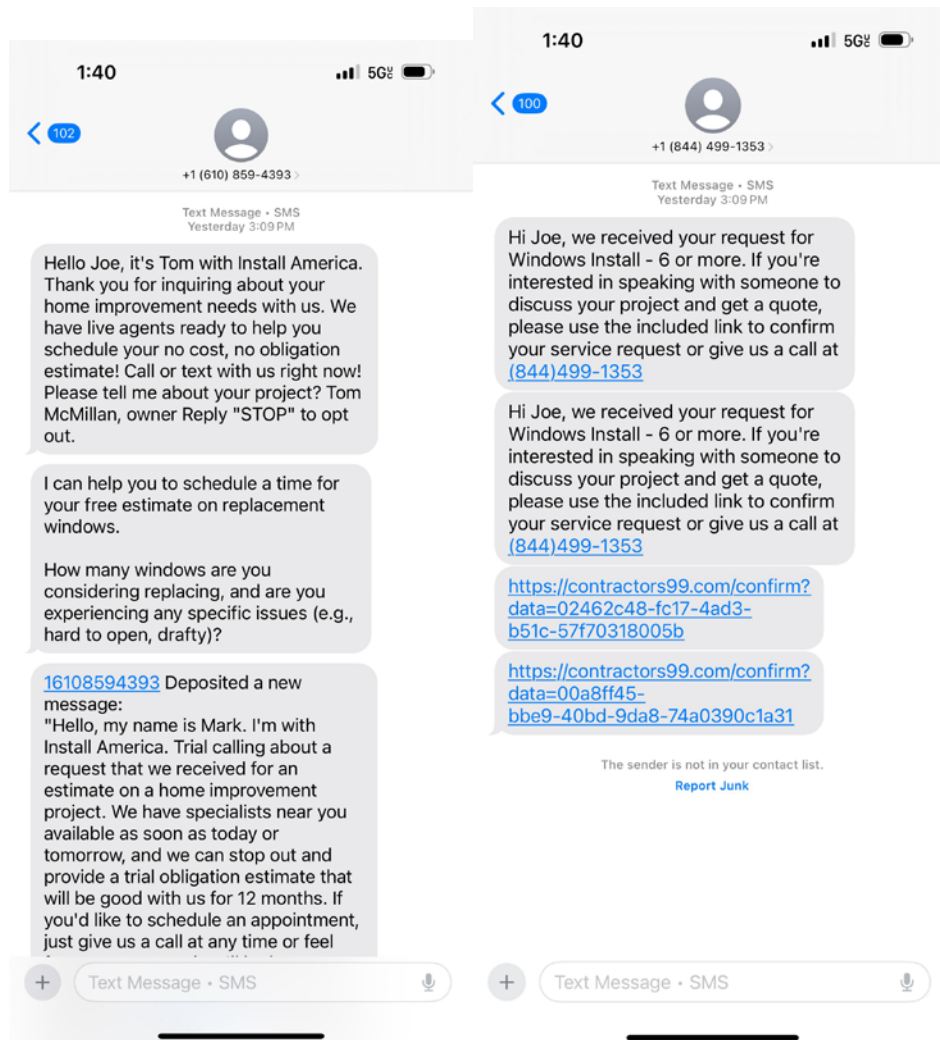 1:40
5G
102
+1 (610) 859-4393
Text Message • SMS
Yesterday 3:09 PM
Hello Joe, it's Tom with Install America.
Thank you for inquiring about your
home improvement needs with us. We
have live agents ready to help you
schedule your no cost, no obligation
estimate! Call or text with us right now!
Please tell me about your project? Tom
McMillan, owner Reply "STOP" to opt
out.
I can help you to schedule a time for
your free estimate on replacement
windows.
How many windows are you
considering replacing, and are you
experiencing any specific issues (e.g.,
hard to open, drafty)?
16108594393 Deposited a new
message:
"Hello, my name is Mark. I'm with
Install America. Trial calling about a
request that we received for an
estimate on a home improvement
project. We have specialists near you
available as soon as today or
tomorrow, and we can stop out and
provide a trial obligation estimate that
will be good with us for 12 months. If
you'd like to schedule an appointment,
just give us a call at any time or feel
Text Message • SMS
1:40
5G
100
+1 (844) 499-1353
Text Message • SMS
Yesterday 3:09 PM
Hi Joe, we received your request for
Windows Install - 6 or more. If you're
interested in speaking with someone to
discuss your project and get a quote,
please use the included link to confirm
your service request or give us a call at
(844)499-1353
Hi Joe, we received your request for
Windows Install - 6 or more. If you're
interested in speaking with someone to
discuss your project and get a quote,
please use the included link to confirm
your service request or give us a call at
(844)499-1353
https://contractors99.com/confirm?
data=02462c48-fc17-4ad3-
b51c-57f70318005b
https://contractors99.com/confirm?
data=00a8ff45-
bbe9-40bd-9da8-74a0390c1a31
The sender is not in your contact list.
Report Junk
Text Message • SMS